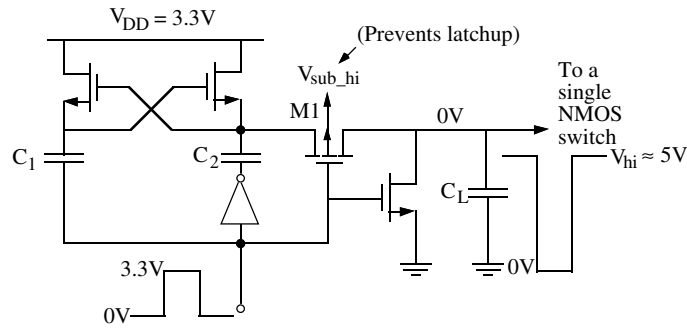 V_DD = 3.3V
(Prevents latchup)
V_sub_hi
M1
0V
To a
single
NMOS
switch
C_1
C_2
C_L
V_hi ≈ 5V
0V
3.3V
0V